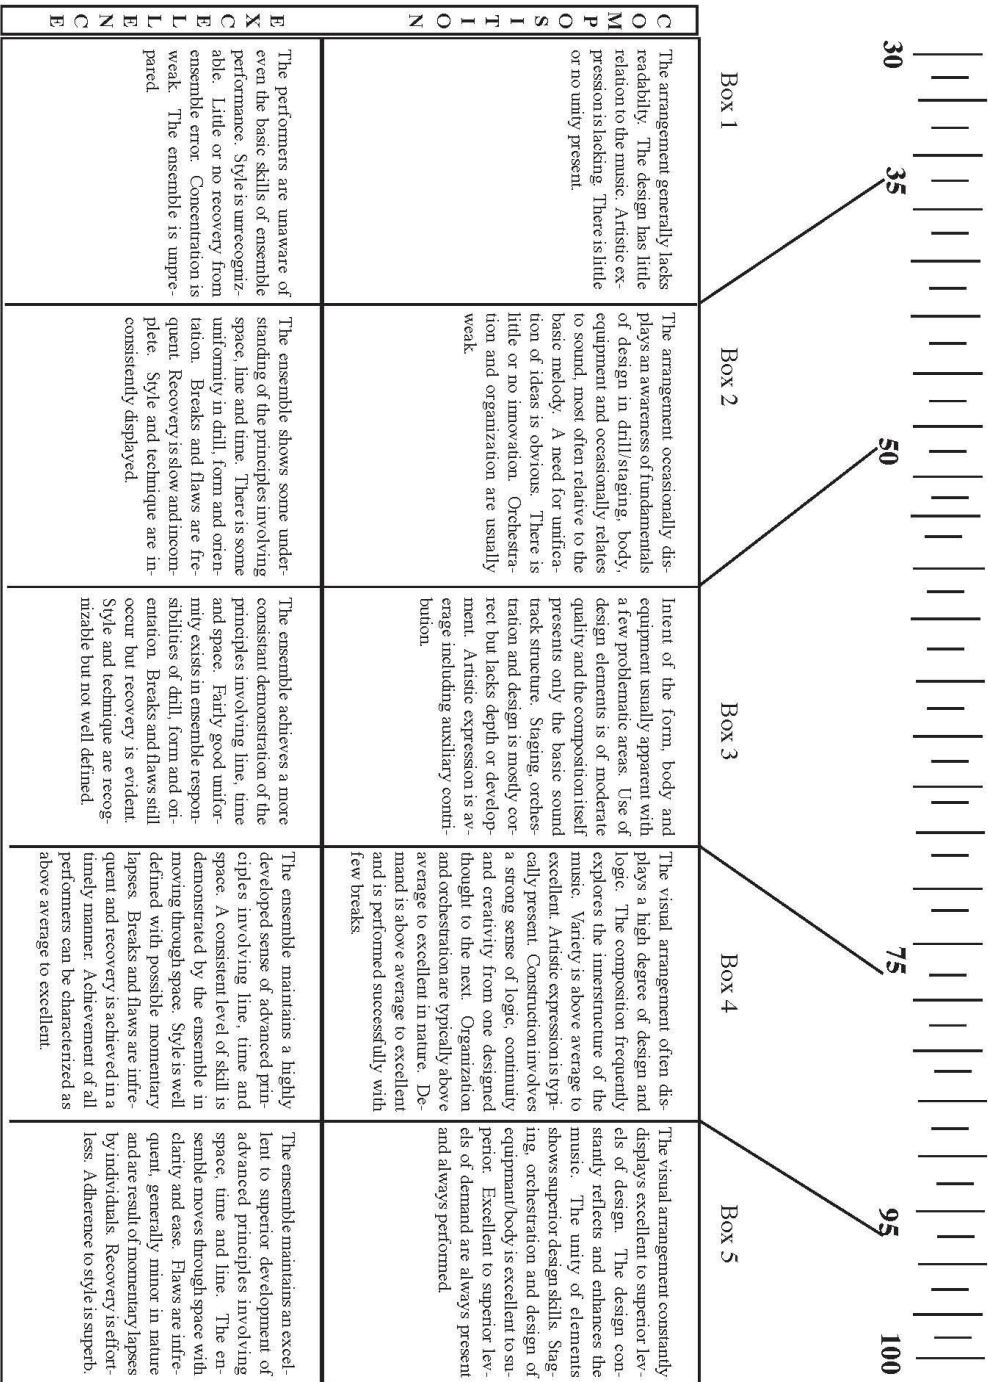 30
35
50
75
95
100
Box 1
Box 2
Box 3
Box 4
Box 5
COMPOSITION
The arrangement generally lacks
readabilty. The design has little
relation to the music. Artistic ex-
pression is lacking. There is little
or no unity present.
The arrangement occasionally dis-
plays an awareness of fundamentals
of design in drill/staging, body,
equipment and occasionally relates
to sound, most often relative to the
basic melody. A need for unifica-
tion of ideas is obvious. There is
little or no innovation. Orchestra-
tion and organization are usually
weak.
Intent of the form, body and
equipment usually apparent with
a few problematic areas. Use of
design elements is of moderate
quality and the composition itself
presents only the basic sound
track structure. Staging, orches-
tration and design is mostly cor-
rect but lacks depth or develop-
ment. Artistic expression is av-
erage including auxiliary contri-
bution.
The visual arrangement often dis-
plays a high degree of design and
logic. The composition frequently
explores the innerstructure of the
music. Variety is above average to
excellent. Artistic expression is typi-
cally present. Construction involves
a strong sense of logic, continuity
and creativity from one designed
thought to the next. Organization
and orchestration are typically above
average to excellent in nature. De-
mand is above average to excellent
and is performed successfully with
few breaks.
The visual arrangement constantly
displays excellent to superior lev-
els of design. The design con-
stantly reflects and enhances the
music. The unity of elements
shows superior design skills. Stag-
ing, orchestration and design of
equipmant/body is excellent to su-
perior. Excellent to superior lev-
els of demand are always present
and always performed.
EXCELLENCE
The performers are unaware of
even the basic skills of ensemble
performance. Style is unrecogniz-
able. Little or no recovery from
ensemble error. Concentration is
weak. The ensemble is unpre-
pared.
The ensemble shows some under-
standing of the principles involving
space, line and time. There is some
uniformity in drill, form and orien-
tation. Breaks and flaws are fre-
quent. Recovery is slow and incom-
plete. Style and technique are in-
consistently displayed.
The ensemble achieves a more
consistant demonstration of the
principles involving line, time
and space. Fairly good unifor-
mity exists in ensemble respon-
sibilities of drill, form and ori-
entation. Breaks and flaws still
occur but recovery is evident.
Style and technique are recog-
nizable but not well defined.
The ensemble maintains a highly
developed sense of advanced prin-
ciples involving line, time and
space. A consistent level of skill is
demonstrated by the ensemble in
moving through space. Style is well
defined with possible momentary
lapses. Breaks and flaws are infre-
quent and recovery is achieved in a
timely manner. Achievement of all
performers can be characterized as
above average to excellent.
The ensemble maintains an excel-
lent to superior development of
advanced principles involving
space, time and line. The en-
semble moves through space with
clarity and ease. Flaws are infre-
quent, generally minor in nature
and are result of momentary lapses
by individuals. Recovery is effort-
less. Adherence to style is superb.